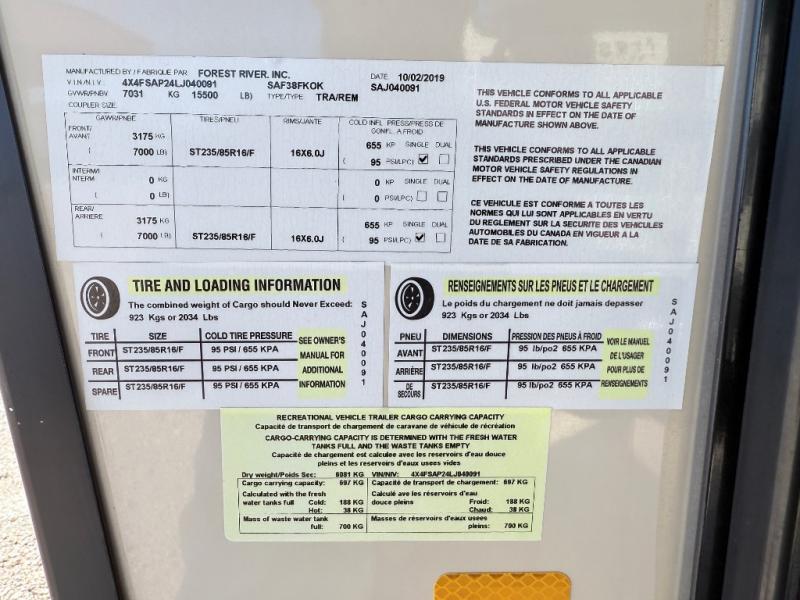 MANUFACTURED BY / FABRIQUE PAR FOREST RIVER, INC. DATE 10/02/2019
V.I.N/N.I.V: 4X4FSAP24LJ040091 SAF38FKOK SAJ040091
GVWR/PNBV 7031 KG 15500 LB) TYPE/TYPE: TRA/REM
COUPLER SIZE
GAWR/PNBE TIRES/PNEU RIMS/JANTE COLD INFL. PRESS/PRESS DE GONFL. A FROID
FRONT/ AVANT 3175 KG 655 KP SINGLE DUAL
( 7000 LB) ST235/85R16/F 16X6.0J ( 95 PSI/LPC)
INTERM/ INTERM 0 KG 0 KP SINGLE DUAL
( 0 LB) ( 0 PSI/LPC)
REAR/ ARRIERE 3175 KG 655 KP SINGLE DUAL
( 7000 LB) ST235/85R16/F 16X6.0J ( 95 PSI/LPC)
THIS VEHICLE CONFORMS TO ALL APPLICABLE
U.S. FEDERAL MOTOR VEHICLE SAFETY
STANDARDS IN EFFECT ON THE DATE OF
MANUFACTURE SHOWN ABOVE.
THIS VEHICLE CONFORMS TO ALL APPLICABLE
STANDARDS PRESCRIBED UNDER THE CANADIAN
MOTOR VEHICLE SAFETY REGULATIONS IN
EFFECT ON THE DATE OF MANUFACTURE.
CE VEHICULE EST CONFORME A TOUTES LES
NORMES QUI LUI SONT APPLICABLES EN VERTU
DU REGLEMENT SUR LA SECURITE DES VEHICULES
AUTOMOBILES DU CANADA EN VIGUEUR A LA
DATE DE SA FABRICATION.
TIRE AND LOADING INFORMATION
The combined weight of Cargo should Never Exceed:
923 Kgs or 2034 Lbs
TIRE SIZE COLD TIRE PRESSURE
FRONT ST235/85R16/F 95 PSI / 655 KPA
REAR ST235/85R16/F 95 PSI / 655 KPA
SPARE ST235/85R16/F 95 PSI / 655 KPA
SEE OWNER'S
MANUAL FOR
ADDITIONAL
INFORMATION
SAJ040091
RENSEIGNEMENTS SUR LES PNEUS ET LE CHARGEMENT
Le poids du chargement ne doit jamais depasser
923 Kgs or 2034 Lbs
PNEU DIMENSIONS PRESSION DES PNEUS À FROID
AVANT ST235/85R16/F 95 lb/po2 655 KPA
ARRIÈRE ST235/85R16/F 95 lb/po2 655 KPA
DE SECOURS ST235/85R16/F 95 lb/po2 655 KPA
VOIR LE MANUEL
DE L'USAGER
POUR PLUS DE
RENSEIGNEMENTS
SAJ040091
RECREATIONAL VEHICLE TRAILER CARGO CARRYING CAPACITY
Capacité de transport de chargement de caravane de véhicule de récréation
CARGO-CARRYING CAPACITY IS DETERMINED WITH THE FRESH WATER
TANKS FULL AND THE WASTE TANKS EMPTY
Capacité de chargement est calculée avec les reservoirs d'eau douce
pleins et les reservoirs d'eaux usees vides
Dry weight/Poids Sec: 6081 KG VIN/NIV: 4X4FSAP24LJ040091
Cargo carrying capacity: 697 KG Capacité de transport de chargement: 697 KG
Calculated with the fresh Calculé avec les réservoirs d'eau
water tanks full: Cold: 188 KG douce pleins Froid: 188 KG
Hot: 38 KG Chaud: 38 KG
Mass of waste water tank Masses de réservoirs d'eaux usées
full: 700 KG pleins: 700 KG